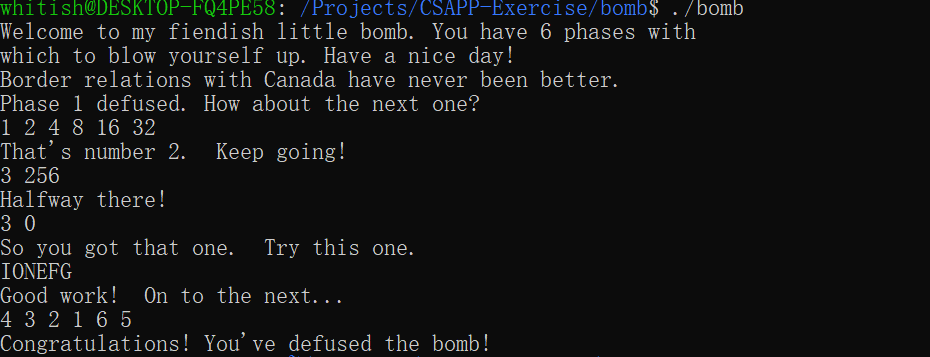 whitish@DESKTOP-FQ4PE58: /Projects/CSAPP-Exercise/bomb$ ./bomb
Welcome to my fiendish little bomb. You have 6 phases with
which to blow yourself up. Have a nice day!
Border relations with Canada have never been better.
Phase 1 defused. How about the next one?
1 2 4 8 16 32
That's number 2.  Keep going!
3 256
Halfway there!
3 0
So you got that one.  Try this one.
IONEFG
Good work!  On to the next...
4 3 2 1 6 5
Congratulations! You've defused the bomb!